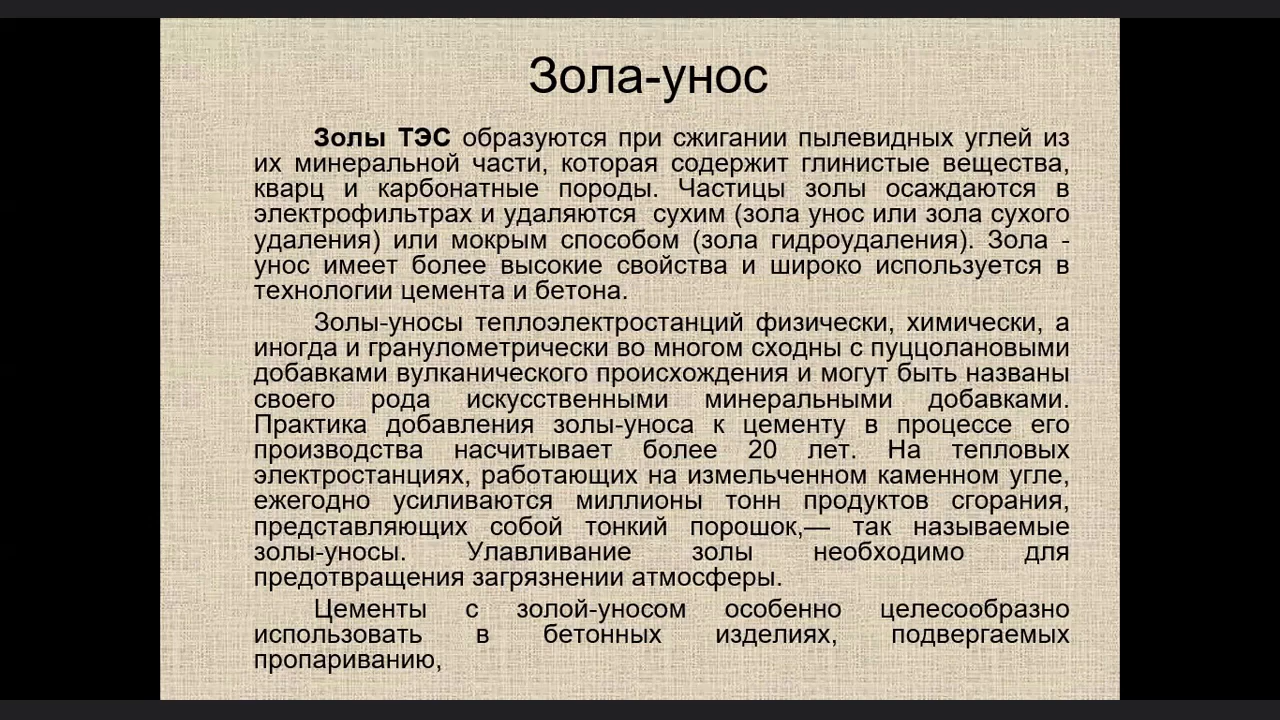 Зола-унос
Золы ТЭС образуются при сжигании пылевидных углей из
их минеральной части, которая содержит глинистые вещества,
кварц и карбонатные породы. Частицы золы осаждаются в
электрофильтрах и удаляются сухим (зола унос или зола сухого
удаления) или мокрым способом (зола гидроудаления). Зола -
унос имеет более высокие свойства и широко используется в
технологии цемента и бетона.
Золы-уносы теплоэлектростанций физически, химически, а
иногда и гранулометрически во многом сходны с пуццолановыми
добавками вулканического происхождения и могут быть названы
своего рода искусственными минеральными добавками.
Практика добавления золы-уноса к цементу в процессе его
производства насчитывает более 20 лет. На тепловых
электростанциях, работающих на измельченном каменном угле,
ежегодно усиливаются миллионы тонн продуктов сгорания,
представляющих собой тонкий порошок,— так называемые
золы-уносы. Улавливание золы необходимо для
предотвращения загрязнении атмосферы.
Цементы с золой-уносом особенно целесообразно
использовать в бетонных изделиях, подвергаемых
пропариванию,